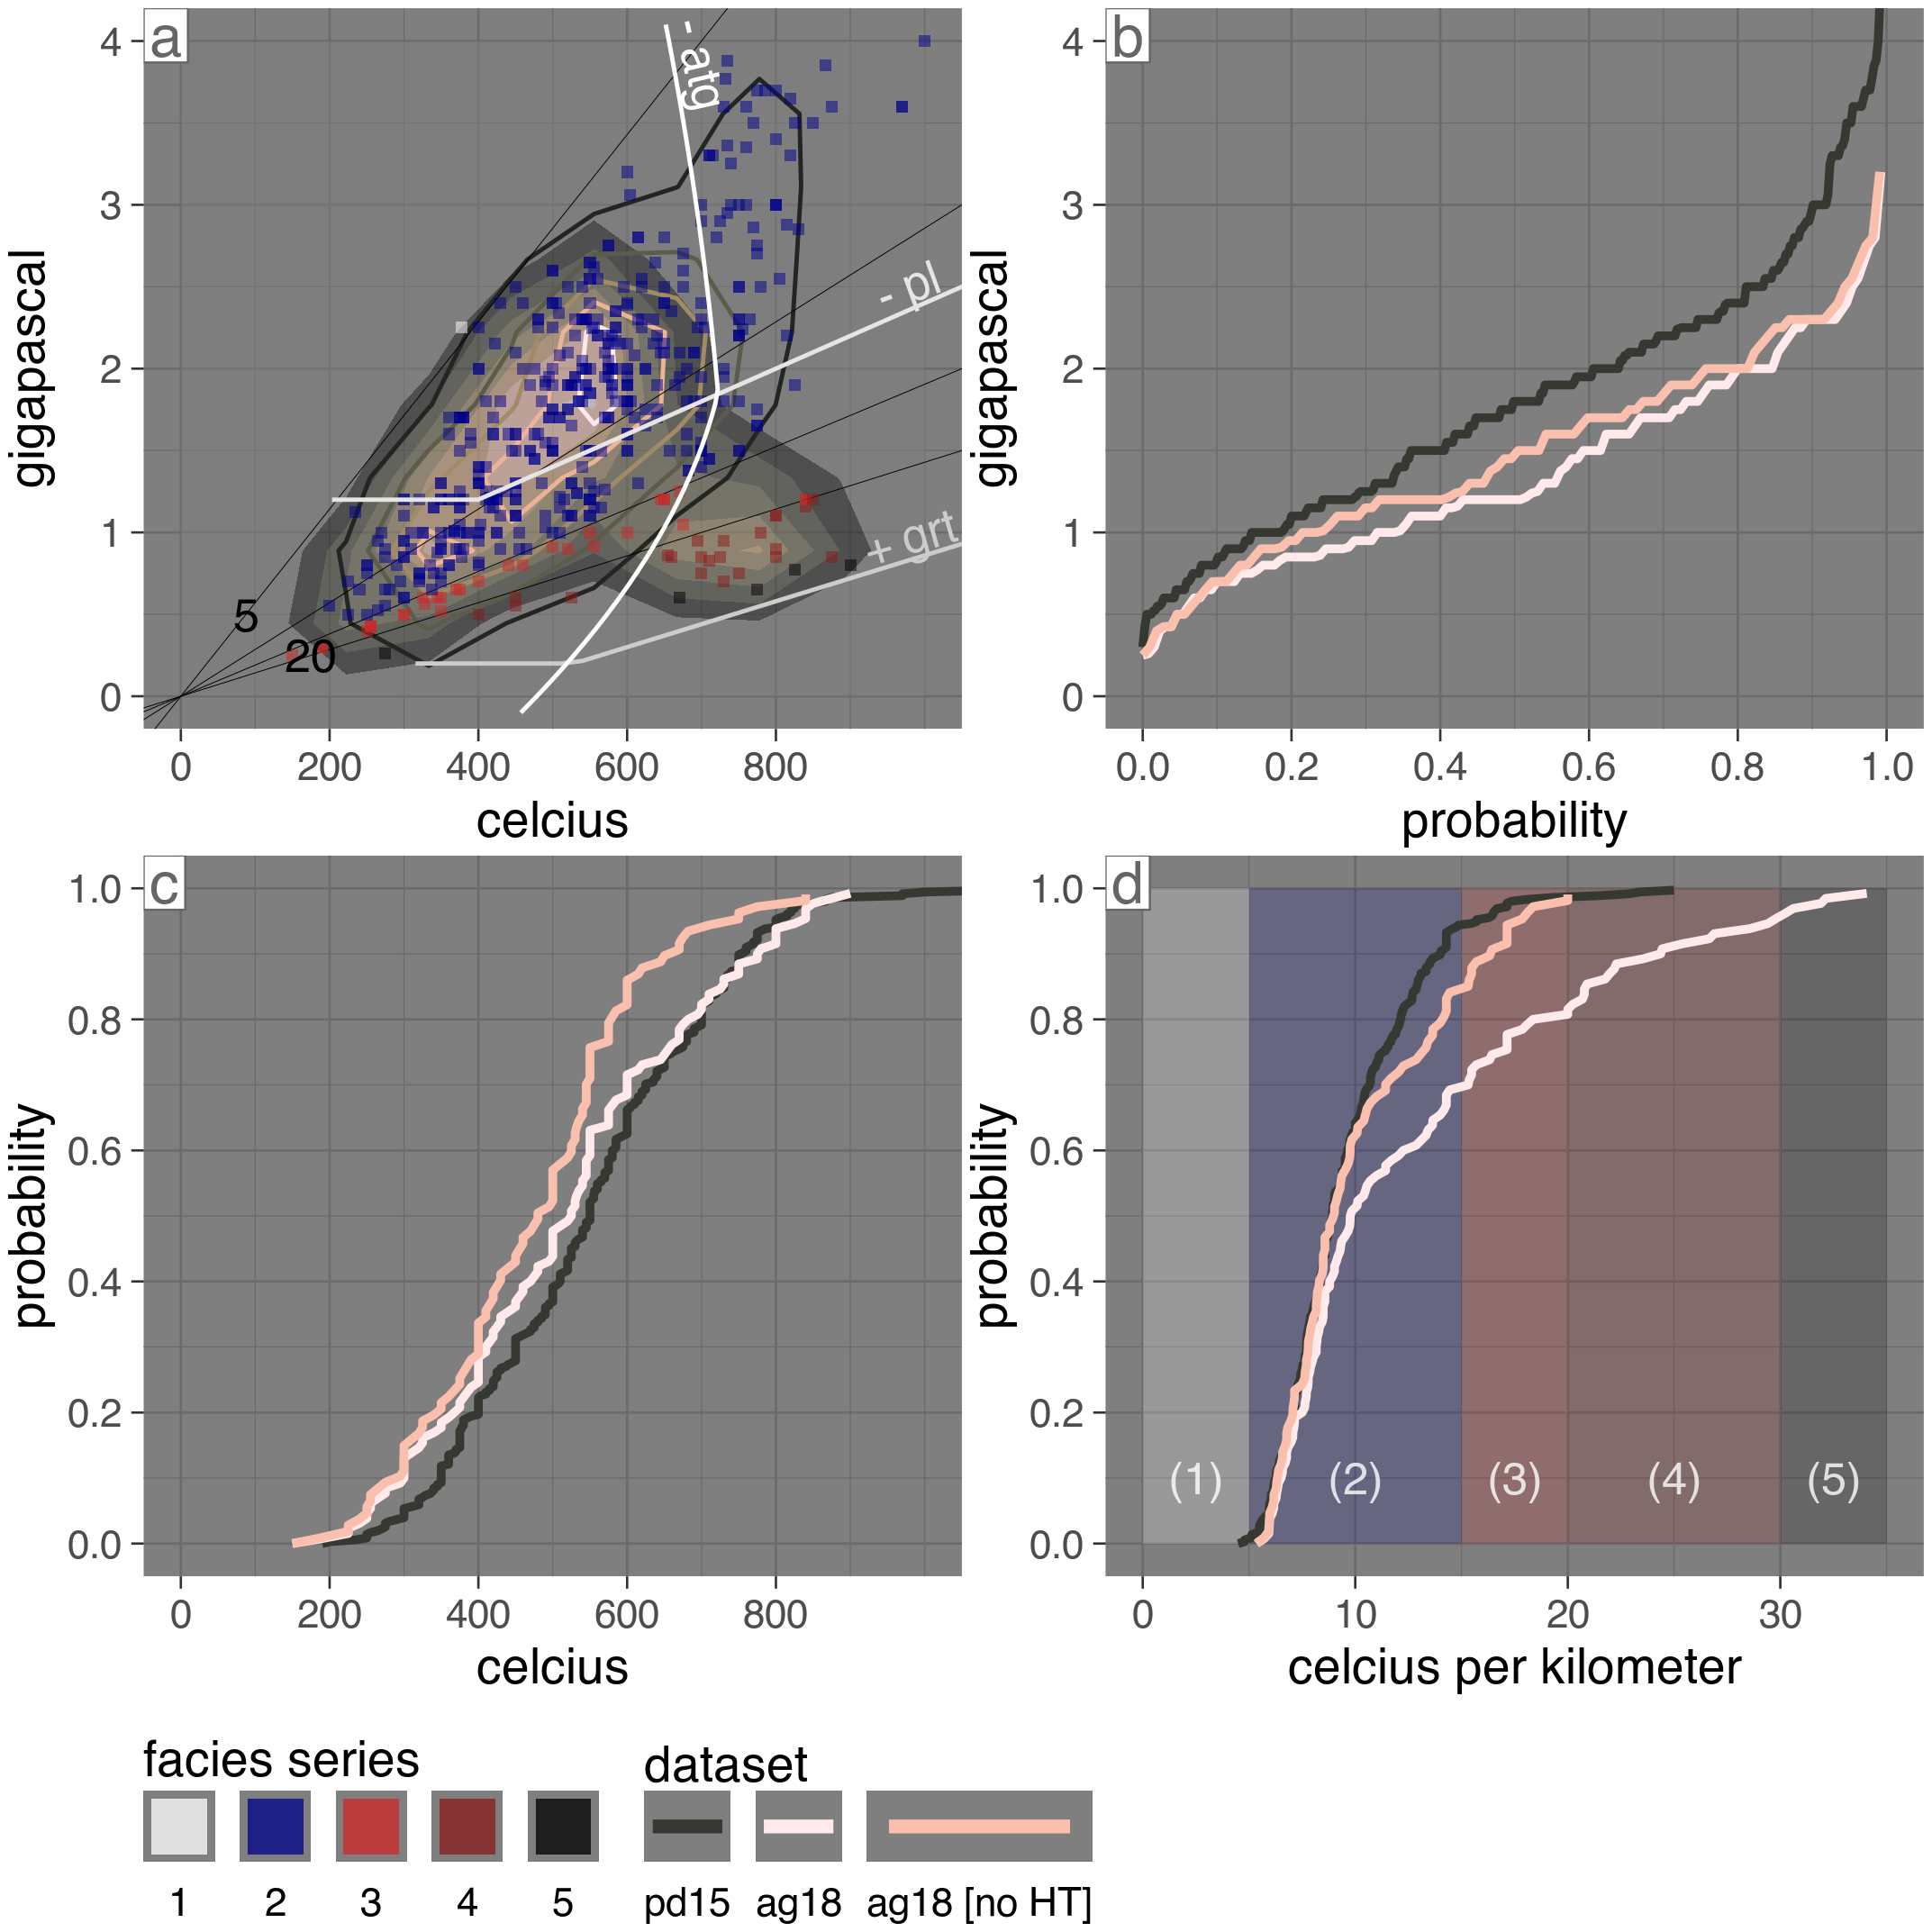 a
4
3
2
1
0
gigapascal
- atg
- pl
+ grt
5
20
0
200
400
600
800
celcius
b
4
3
2
1
0
gigapascal
0.0
0.2
0.4
0.6
0.8
1.0
probability
c
1.0
0.8
0.6
0.4
0.2
0.0
probability
0
200
400
600
800
celcius
d
1.0
0.8
0.6
0.4
0.2
0.0
probability
(1)
(2)
(3)
(4)
(5)
0
10
20
30
celcius per kilometer
facies series
1
2
3
4
5
dataset
pd15
ag18
ag18 [no HT]